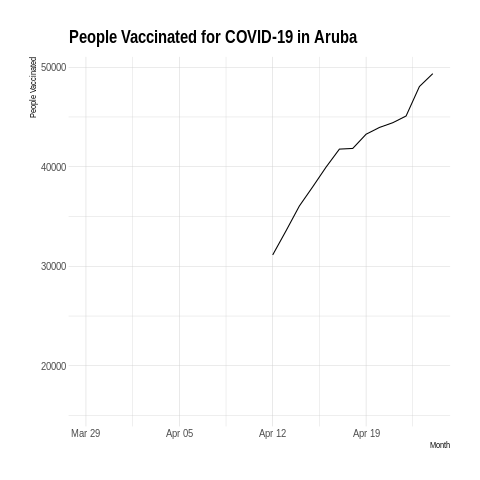 People Vaccinated for COVID-19 in Aruba
People Vaccinated
50000
40000
30000
20000
Mar 29 Apr 05 Apr 12 Apr 19
Month